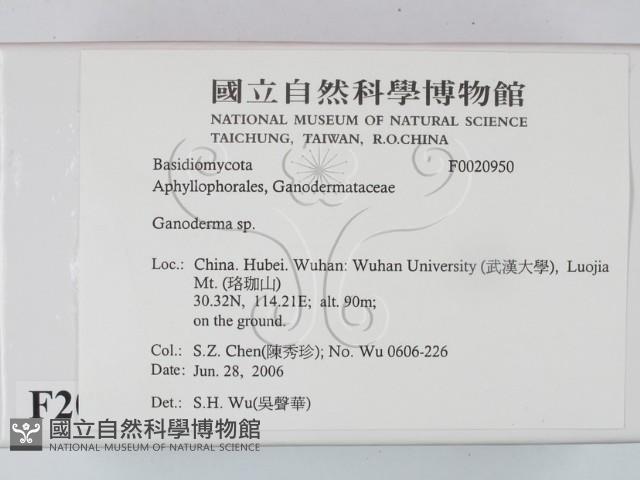 國立自然科學博物館
NATIONAL MUSEUM OF NATURAL SCIENCE
TAICHUNG, TAIWAN, R.O.CHINA
Basidiomycota F0020950
Aphyllophorales, Ganodermataceae
Ganoderma sp.
Loc.: China. Hubei. Wuhan: Wuhan University (武漢大學), Luojia
Mt. (珞珈山)
30.32N, 114.21E; alt. 90m;
on the ground.
Col.: S.Z. Chen(陳秀珍); No. Wu 0606-226
Date: Jun. 28, 2006
Det.: S.H. Wu(吳聲華)
國立自然科學博物館
NATIONAL MUSEUM OF NATURAL SCIENCE